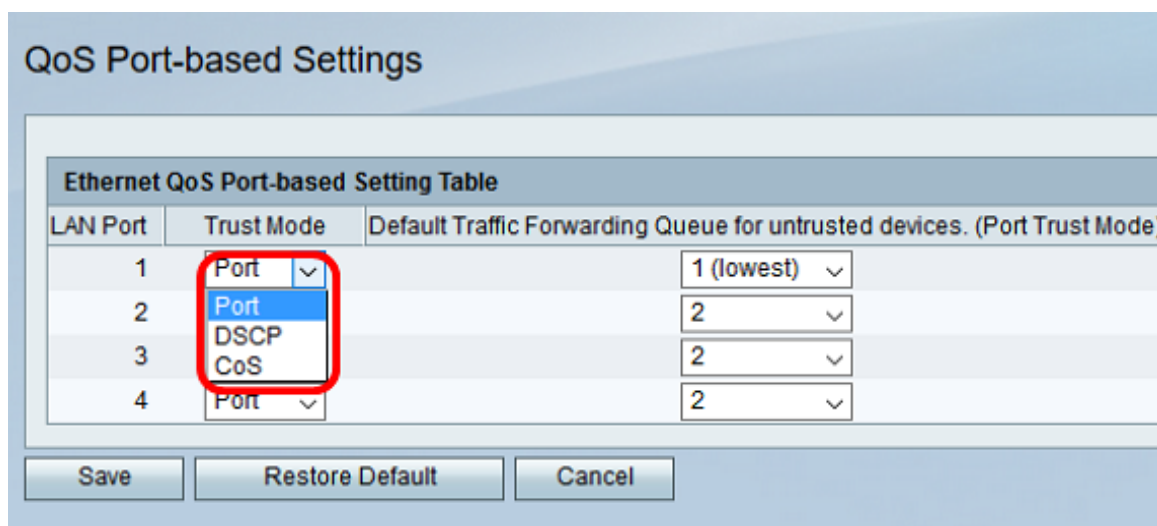 QoS Port-based Settings
Ethernet QoS Port-based Setting Table
LAN Port Trust Mode Default Traffic Forwarding Queue for untrusted devices. (Port Trust Mode)
1 Port 1 (lowest)
2 Port 2
DSCP
3 CoS 2
4 Port 2
Save Restore Default Cancel